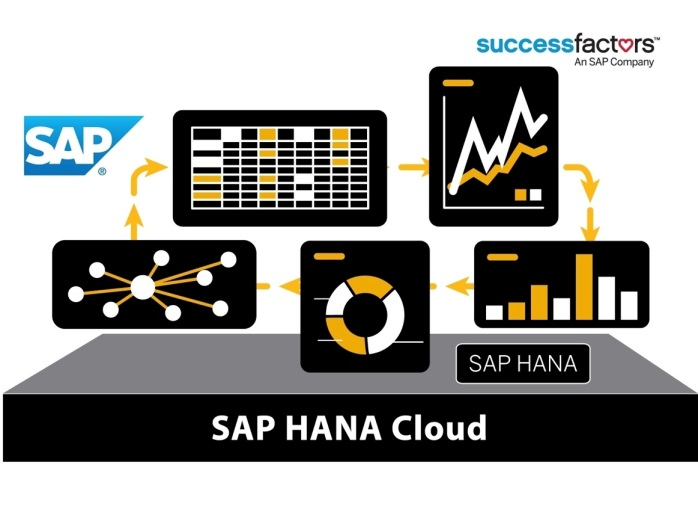 successfactors™
An SAP Company
SAP®
SAP HANA
SAP HANA Cloud